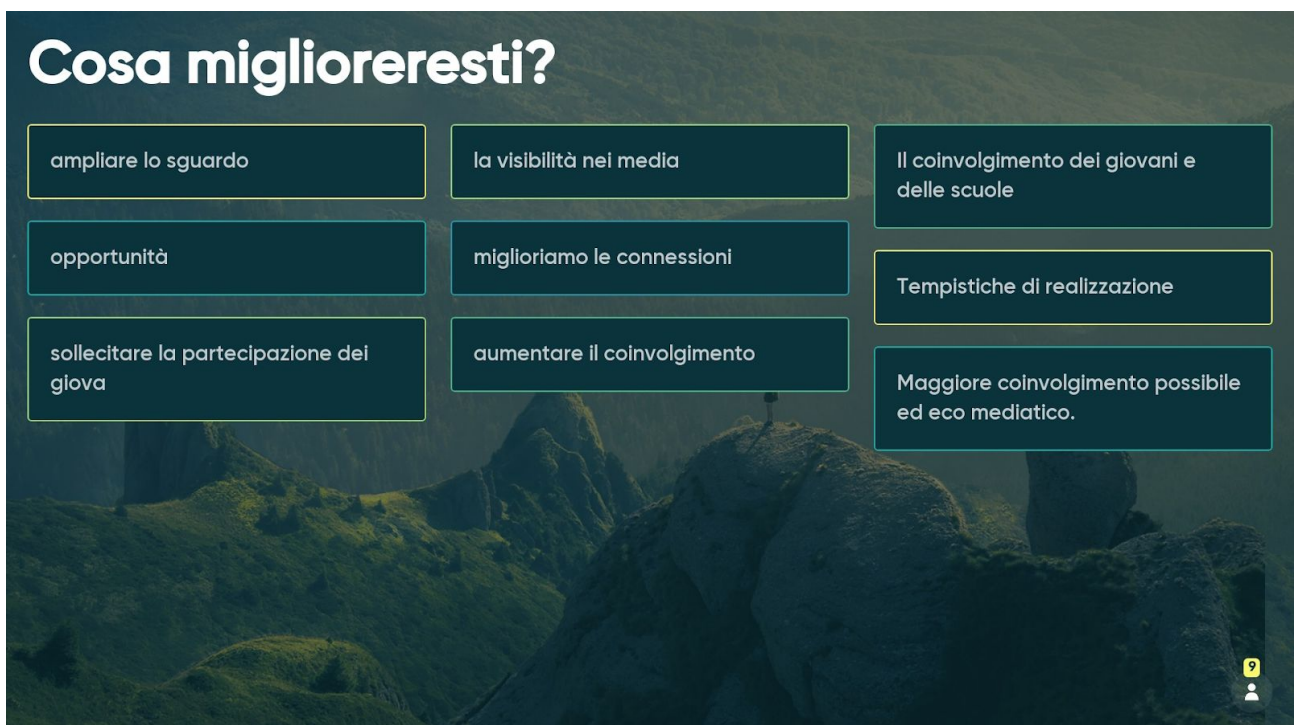 Cosa miglioreresti?
ampliare lo sguardo
opportunità
sollecitare la partecipazione dei
giova
la visibilità nei media
miglioriamo le connessioni
aumentare il coinvolgimento
Il coinvolgimento dei giovani e
delle scuole
Tempistiche di realizzazione
Maggiore coinvolgimento possibile
ed eco mediatico.
9